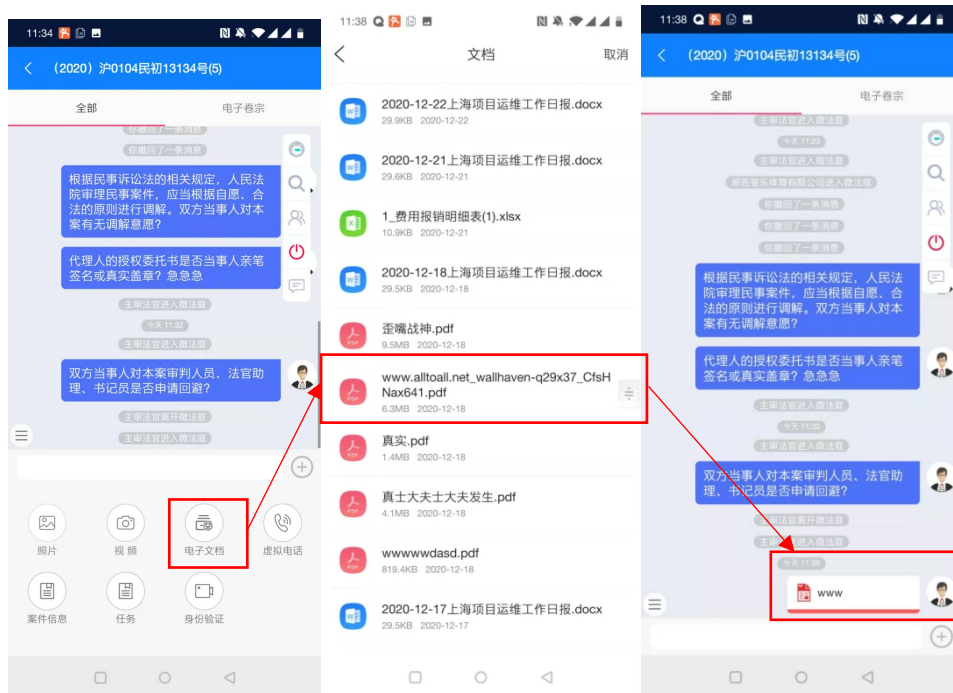 11:34
（2020）沪0104民初13134号(5)
全部
电子卷宗
你撤回了一条消息
你撤回了一条消息
根据民事诉讼法的相关规定，人民法
院审理民事案件，应当根据自愿、合
法的原则进行调解。双方当事人对本
案有无调解意愿？
代理人的授权委托书是否当事人亲笔
签名或真实盖章？急急急
主审法官进入微法庭
今天 11:32
主审法官进入微法庭
双方当事人对本案审判人员、法官助
理、书记员是否申请回避？
主审法官离开微法庭
主审法官进入微法庭
照片
视 频
电子文档
虚拟电话
案件信息
任务
身份验证
11:38
文档
取消
2020-12-22上海项目运维工作日报.docx
29.9KB 2020-12-22
2020-12-21上海项目运维工作日报.docx
29.6KB 2020-12-21
1_费用报销明细表(1).xlsx
10.9KB 2020-12-21
2020-12-18上海项目运维工作日报.docx
29.5KB 2020-12-18
歪嘴战神.pdf
9.5MB 2020-12-18
www.alltoall.net_wallhaven-q29x37_CfsH
Nax641.pdf
6.3MB 2020-12-18
真实.pdf
1.4MB 2020-12-18
真士大夫士大夫发生.pdf
4.1MB 2020-12-18
wwwwwdasd.pdf
819.4KB 2020-12-18
2020-12-17上海项目运维工作日报.docx
29.5KB 2020-12-17
11:38
（2020）沪0104民初13134号(5)
全部
电子卷宗
主审法官进入微法庭
今天 11:23
主审法官进入微法庭
原告斐乐体育有限公司进入微法庭
你撤回了一条消息
你撤回了一条消息
你撤回了一条消息
根据民事诉讼法的相关规定，人民法
院审理民事案件，应当根据自愿、合
法的原则进行调解。双方当事人对本
案有无调解意愿？
代理人的授权委托书是否当事人亲笔
签名或真实盖章？急急急
主审法官进入微法庭
今天 11:32
主审法官进入微法庭
双方当事人对本案审判人员、法官助
理、书记员是否申请回避？
主审法官离开微法庭
主审法官进入微法庭
今天 11:38
www